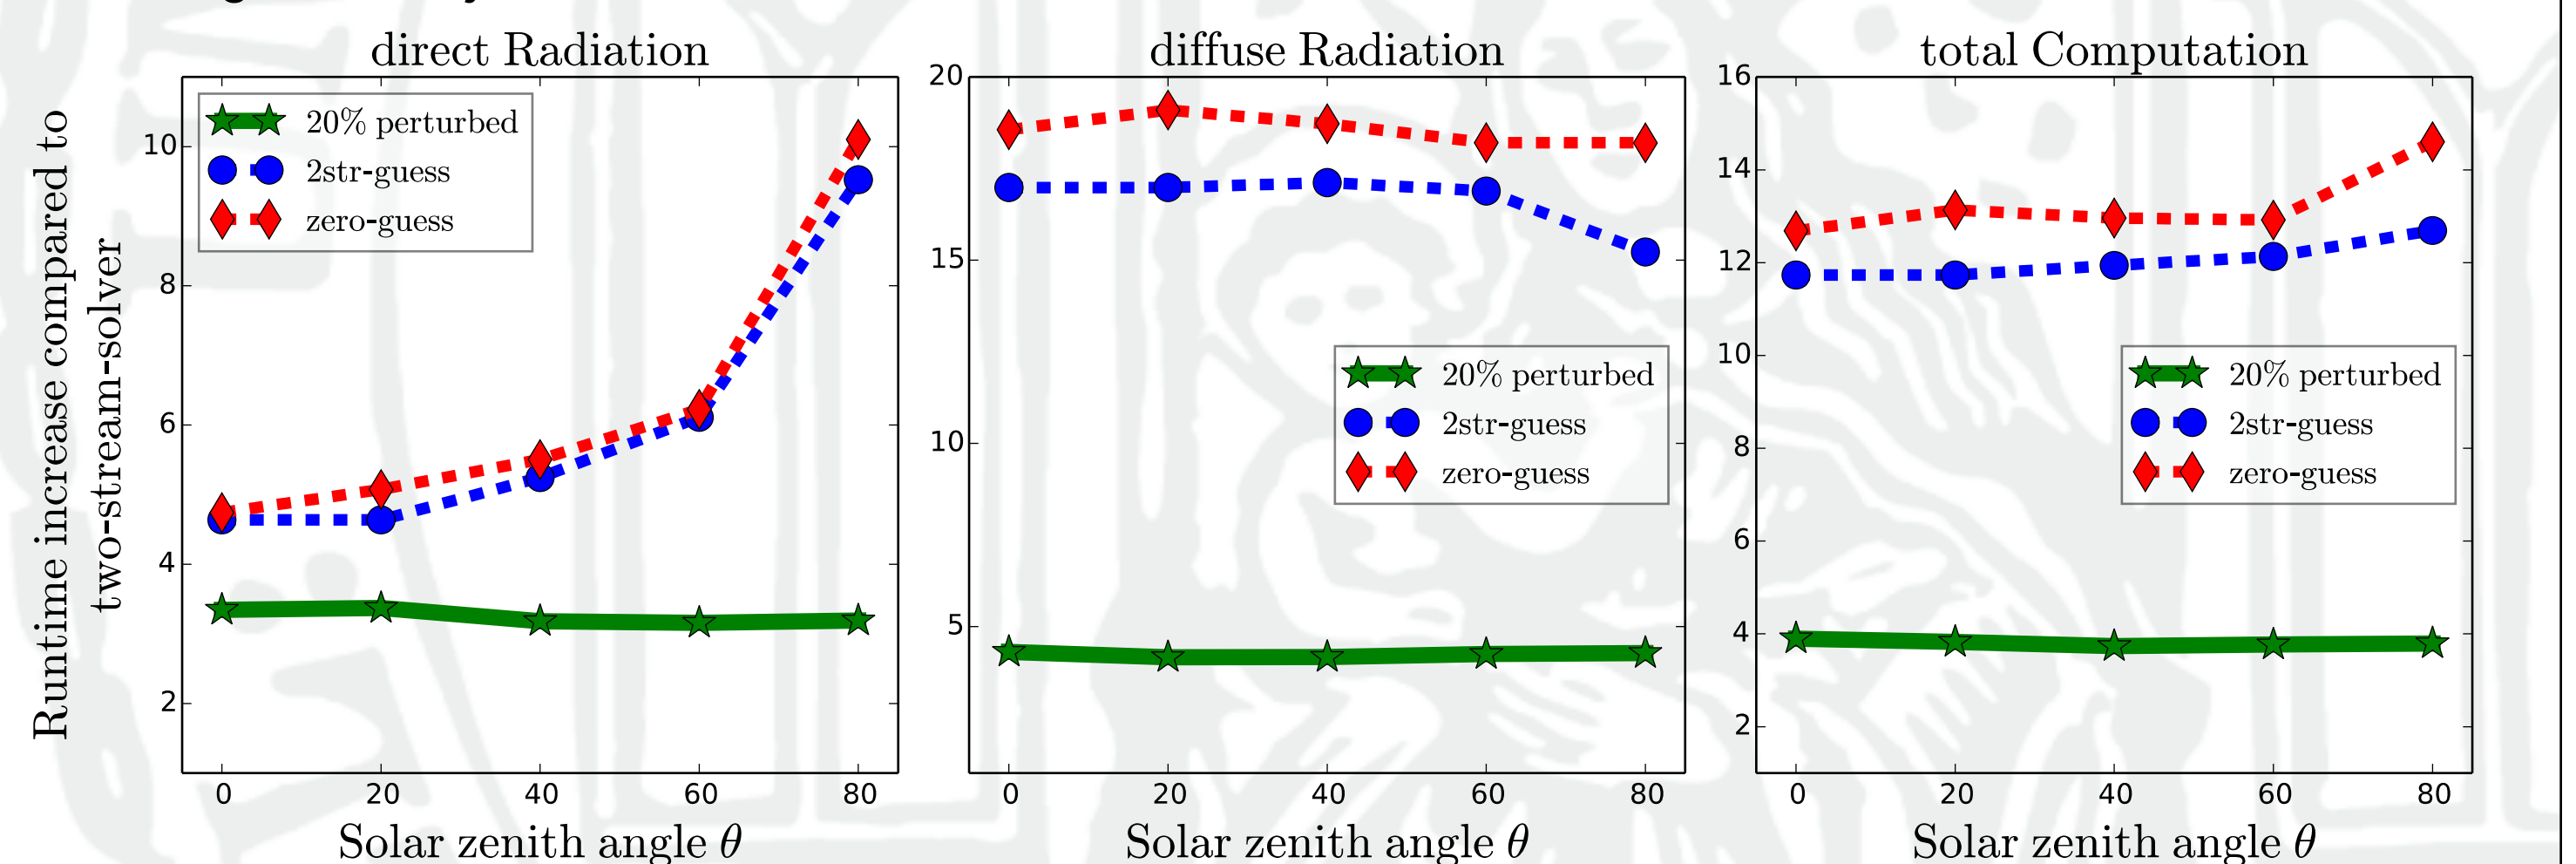 direct Radiation
diffuse Radiation
total Computation
Runtime increase compared to
two-stream-solver
10
8
6
4
2
20% perturbed
2str-guess
zero-guess
0 20 40 60 80
Solar zenith angle θ
20
15
10
5
20% perturbed
2str-guess
zero-guess
0 20 40 60 80
Solar zenith angle θ
16
14
12
10
8
6
4
2
20% perturbed
2str-guess
zero-guess
0 20 40 60 80
Solar zenith angle θ